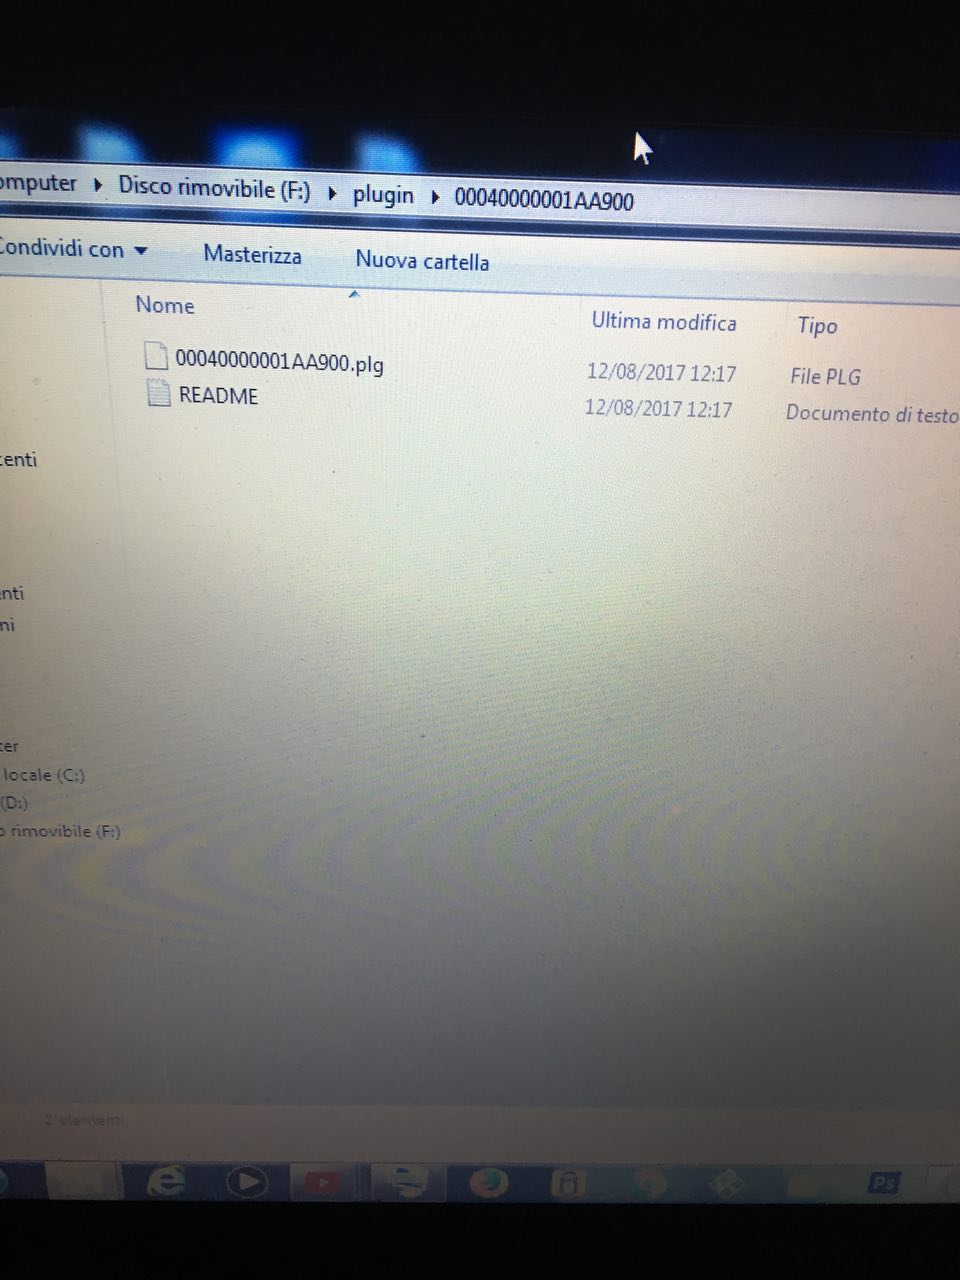 omputer ▸ Disco rimovibile (F:) ▸ plugin ▸ 00040000001AA900
Condividi con Masterizza Nuova cartella
Nome Ultima modifica Tipo
00040000001AA900.plg 12/08/2017 12:17 File PLG
README 12/08/2017 12:17 Documento di testo
centi
enti
ni
ter
locale (C:)
(D:)
o rimovibile (F:)
2 elementi
Ps